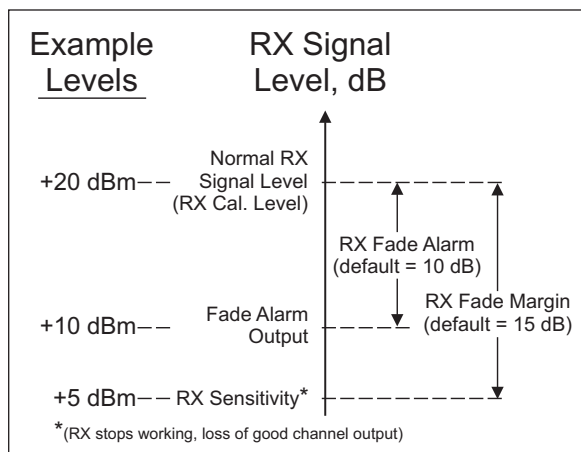 Example
Levels
RX Signal
Level, dB
+20 dBm
Normal RX
Signal Level
(RX Cal. Level)
RX Fade Alarm
(default = 10 dB)
RX Fade Margin
(default = 15 dB)
+10 dBm
Fade Alarm
Output
+5 dBm
RX Sensitivity*
*(RX stops working, loss of good channel output)